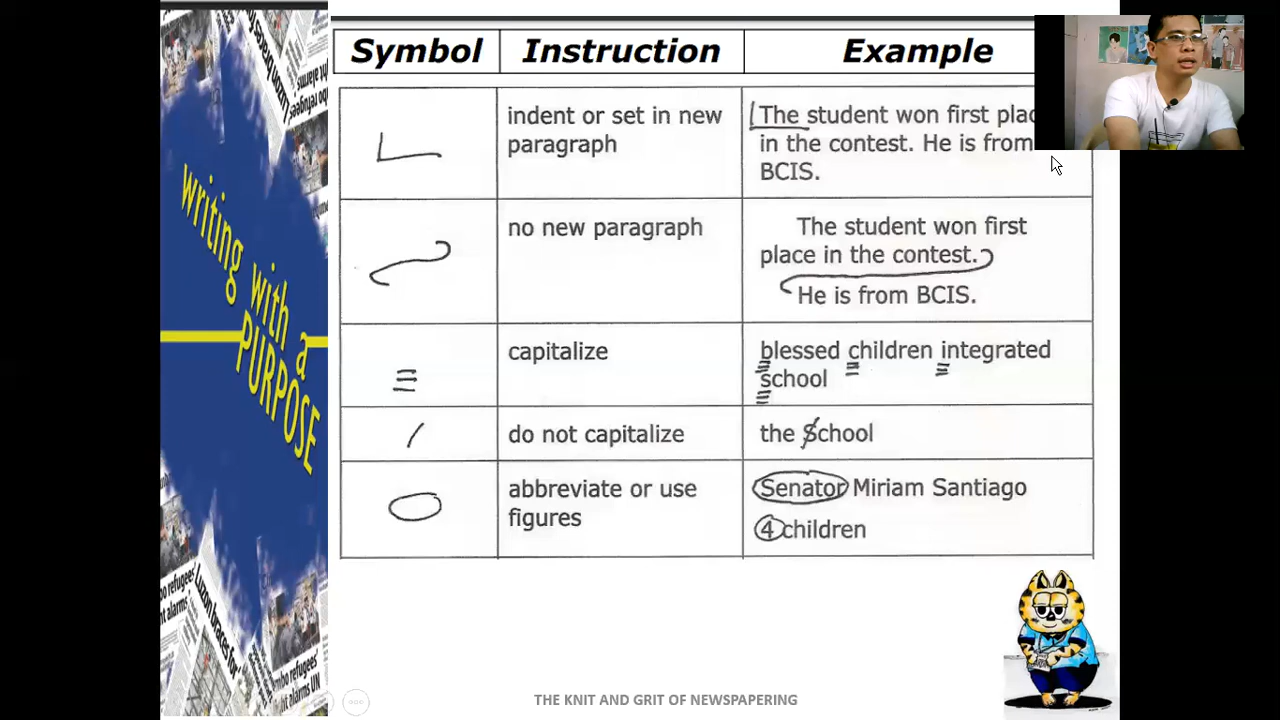 writing with a
PURPOSE
Symbol Instruction Example
indent or set in new
paragraph
The student won first
in the contest. He is from
BCIS.
no new paragraph
The student won first
place in the contest.
He is from BCIS.
capitalize
blessed children integrated
school
do not capitalize
the School
abbreviate or use
figures
Senator Miriam Santiago
4 children
THE KNIT AND GRIT OF NEWSPAPERING